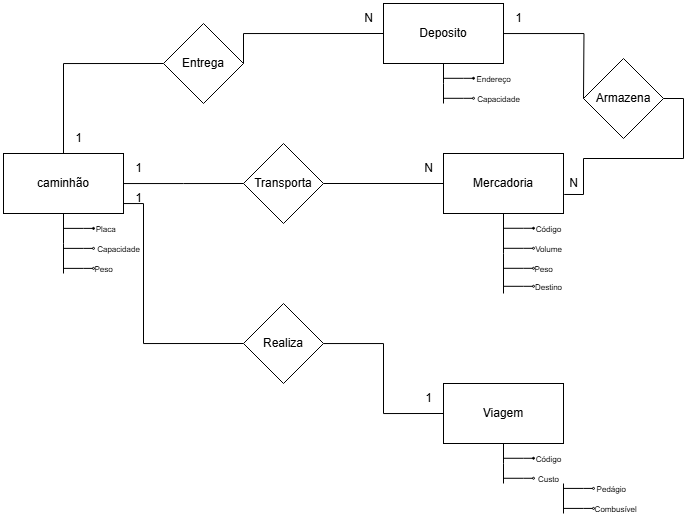 N
Deposito
1
Entrega
Endereço
Capacidade
Armazena
1
caminhão
1
Transporta
N
Mercadoria
N
1
Placa
Capacidade
Peso
Código
Volume
Peso
Destino
Realiza
1
Viagem
Código
Custo
Pedágio
Combusível